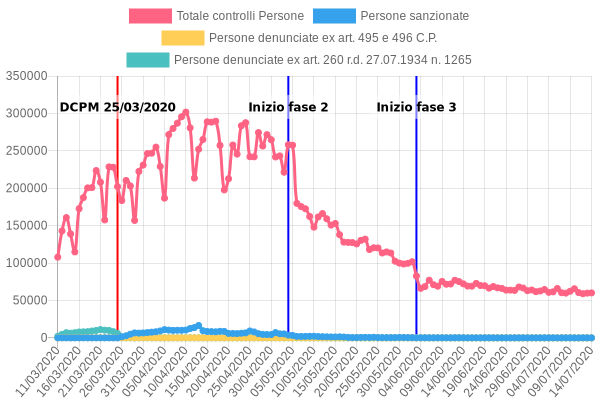 Totale controlli Persone Persone sanzionate
Persone denunciate ex art. 495 e 496 C.P.
Persone denunciate ex art. 260 r.d. 27.07.1934 n. 1265
350000
DCPM 25/03/2020 Inizio fase 2 Inizio fase 3
300000
250000
200000
150000
100000
50000
0
11/03/2020 16/03/2020 21/03/2020 26/03/2020 31/03/2020 05/04/2020 10/04/2020 15/04/2020 20/04/2020 25/04/2020 30/04/2020 05/05/2020 10/05/2020 15/05/2020 20/05/2020 25/05/2020 30/05/2020 04/06/2020 09/06/2020 14/06/2020 19/06/2020 24/06/2020 29/06/2020 04/07/2020 09/07/2020 14/07/2020